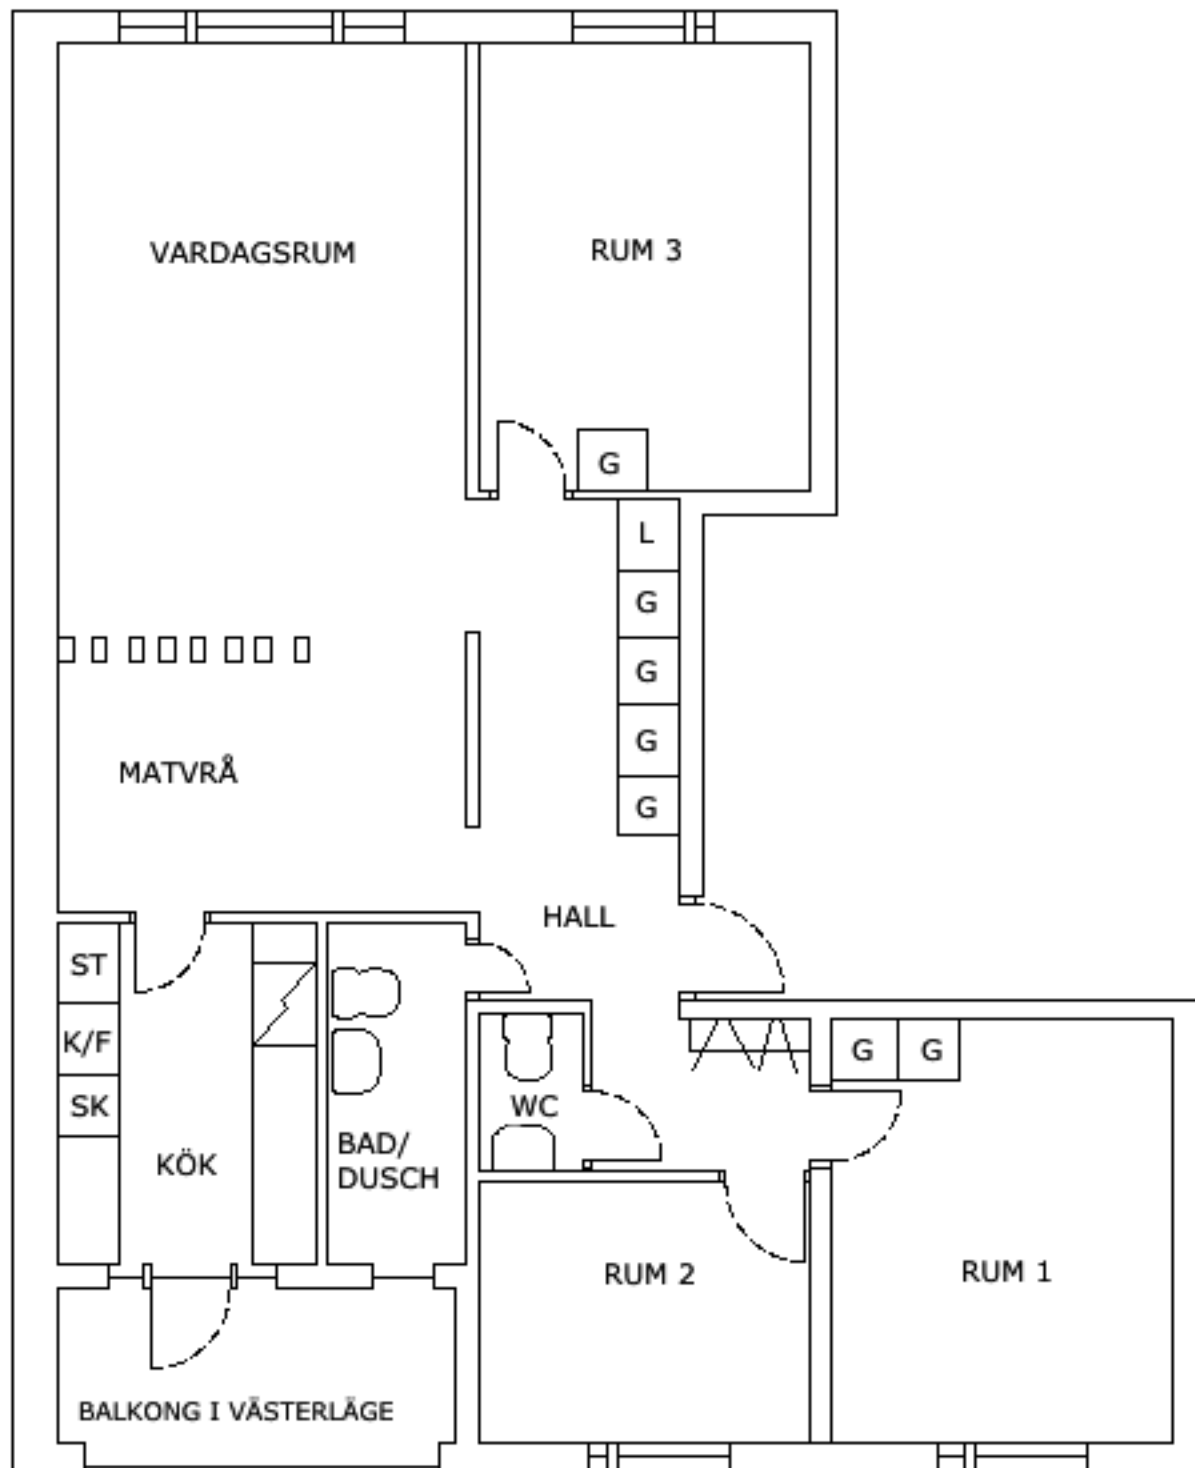 VARDAGSRUM
RUM 3
G
L
G
G
G
G
MATVRÅ
HALL
ST
K/F
SK
KÖK
BAD/
DUSCH
WC
G G
RUM 2
RUM 1
BALKONG I VÄSTERLÄGE